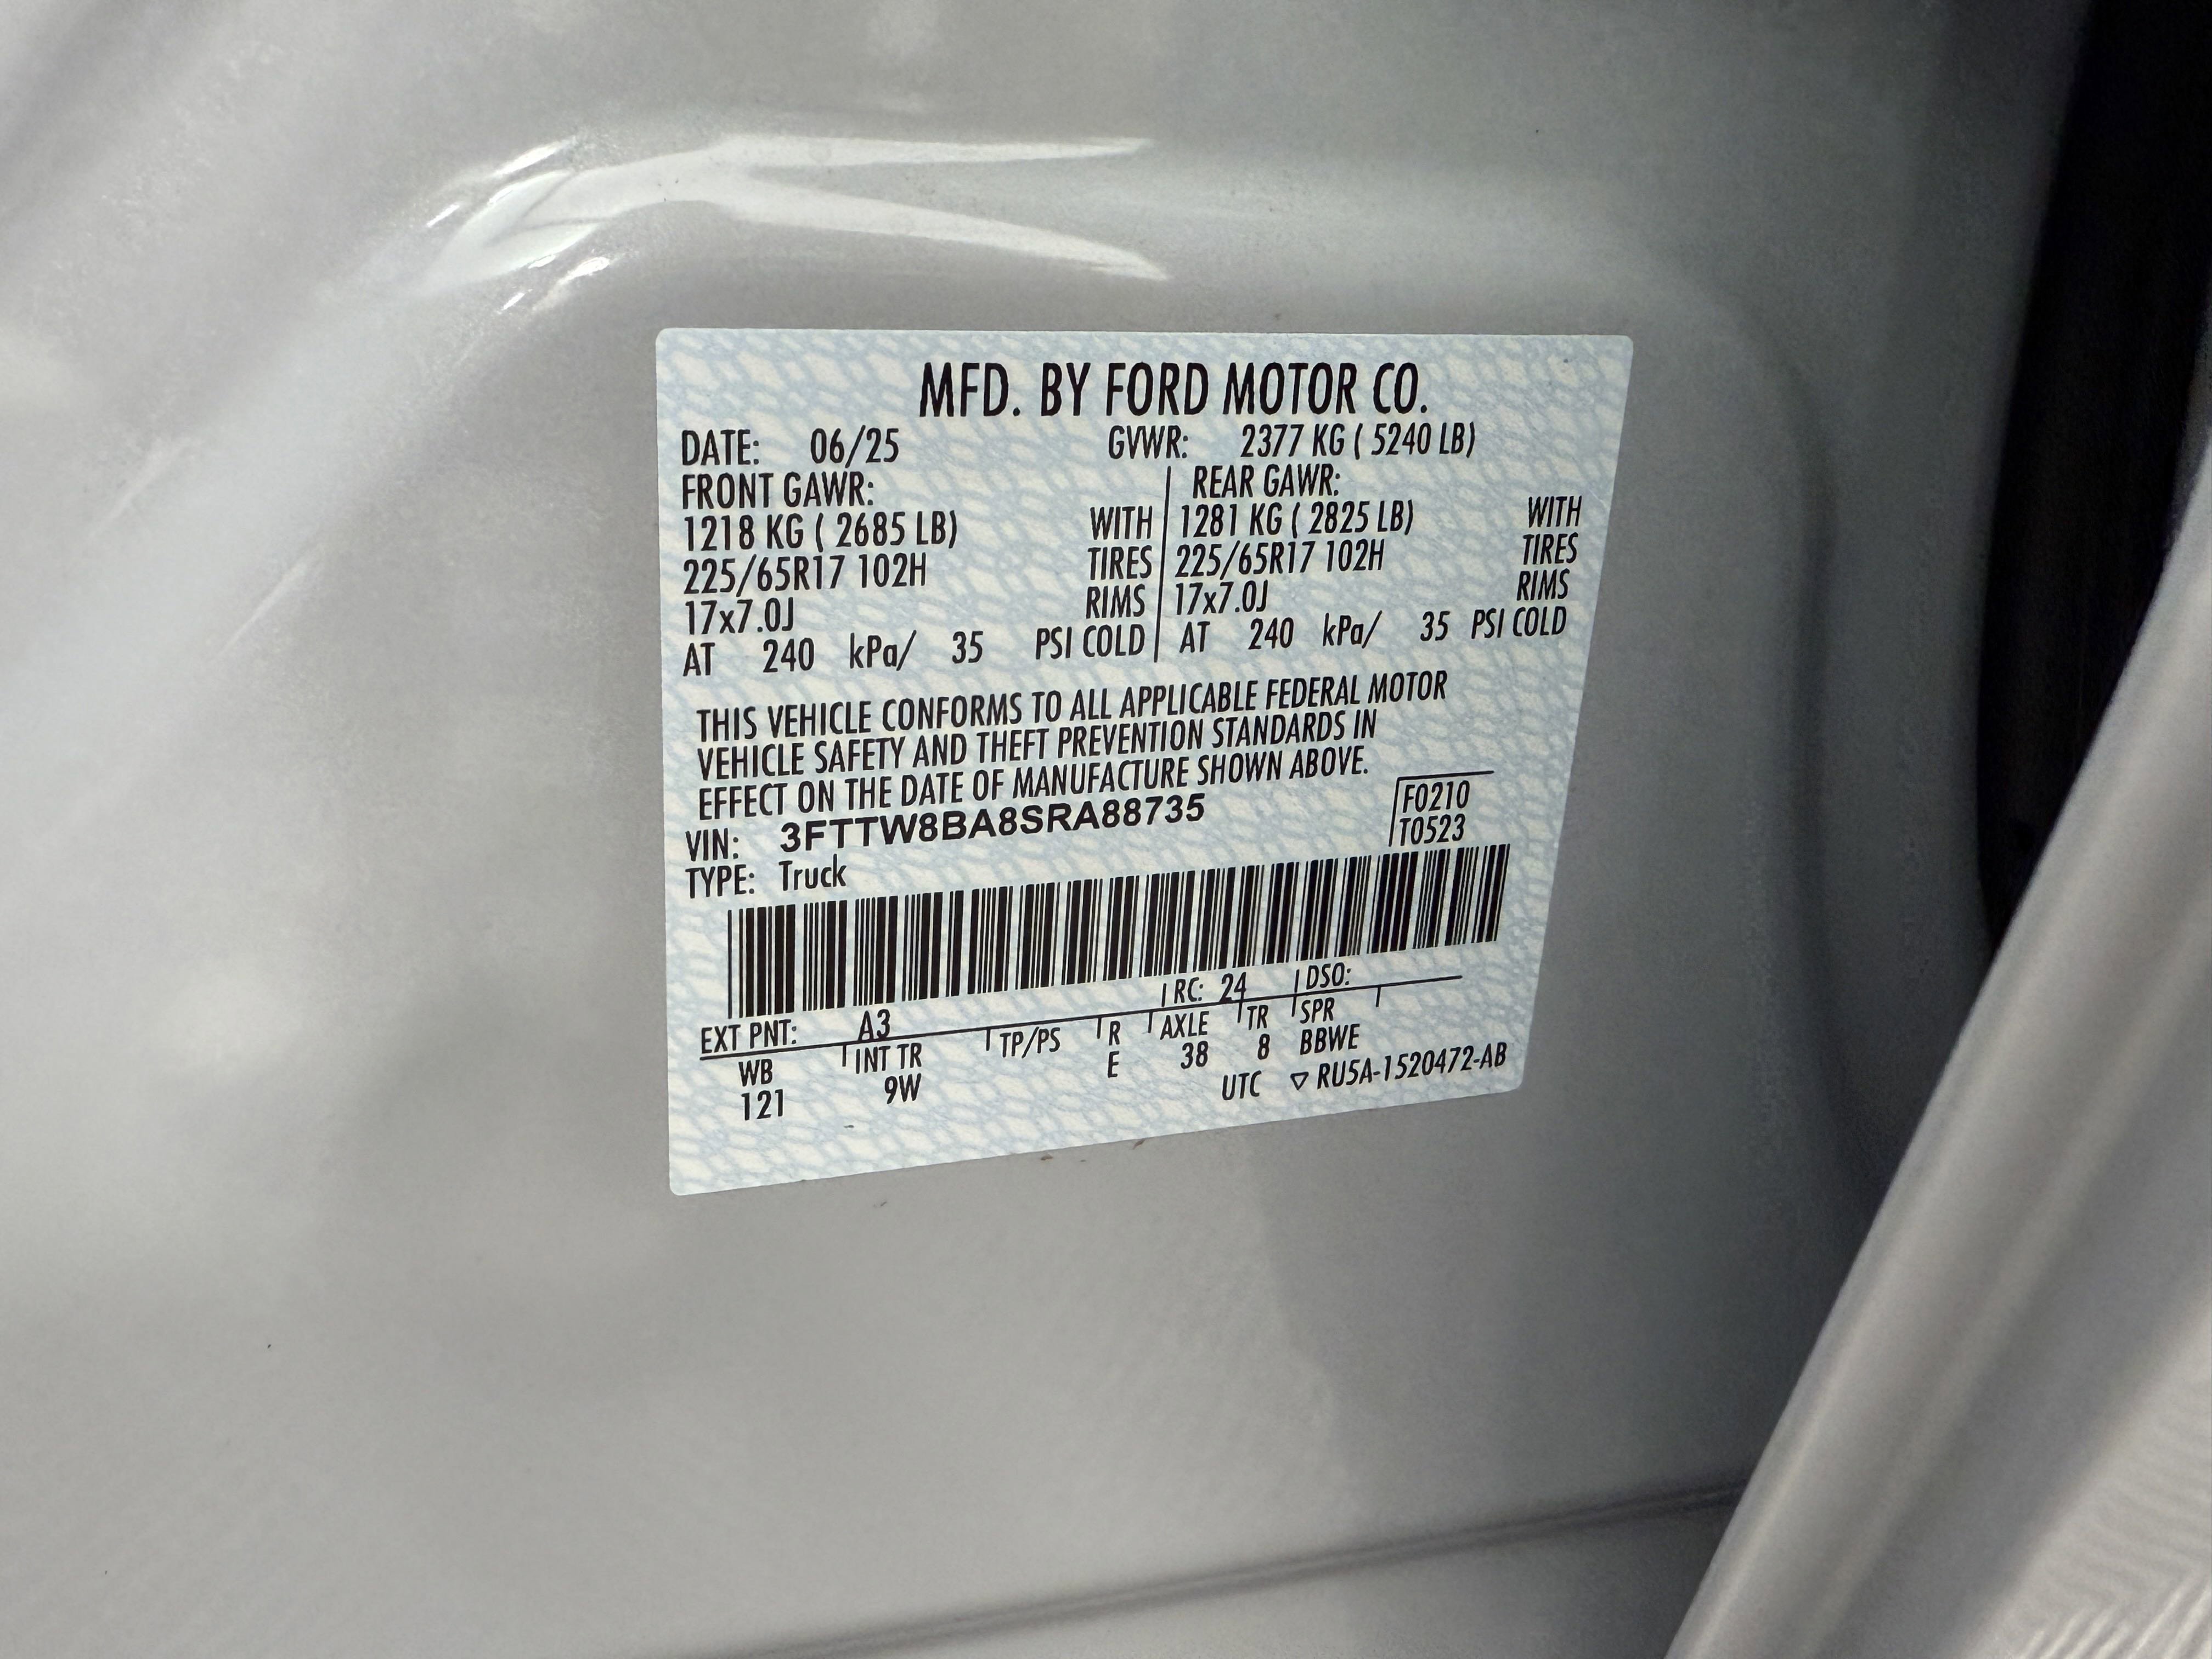 MFD. BY FORD MOTOR CO.
DATE: 06/25 GVWR: 2377 KG ( 5240 LB)
FRONT GAWR: REAR GAWR:
1218 KG ( 2685 LB) WITH 1281 KG ( 2825 LB) WITH
225/65R17 102H TIRES 225/65R17 102H TIRES
17x7.0J RIMS 17x7.0J RIMS
AT 240 kPa/ 35 PSI COLD AT 240 kPa/ 35 PSI COLD
THIS VEHICLE CONFORMS TO ALL APPLICABLE FEDERAL MOTOR
VEHICLE SAFETY AND THEFT PREVENTION STANDARDS IN
EFFECT ON THE DATE OF MANUFACTURE SHOWN ABOVE.
VIN: 3FTTW8BA8SRA88735 F0210
TYPE: Truck T0523
EXT PNT: A3 RC: 24 DSO:
WB INT TR TP/PS R AXLE TR SPR
121 9W E 38 8 BBWE
UTC ▽ RU5A-1520472-AB